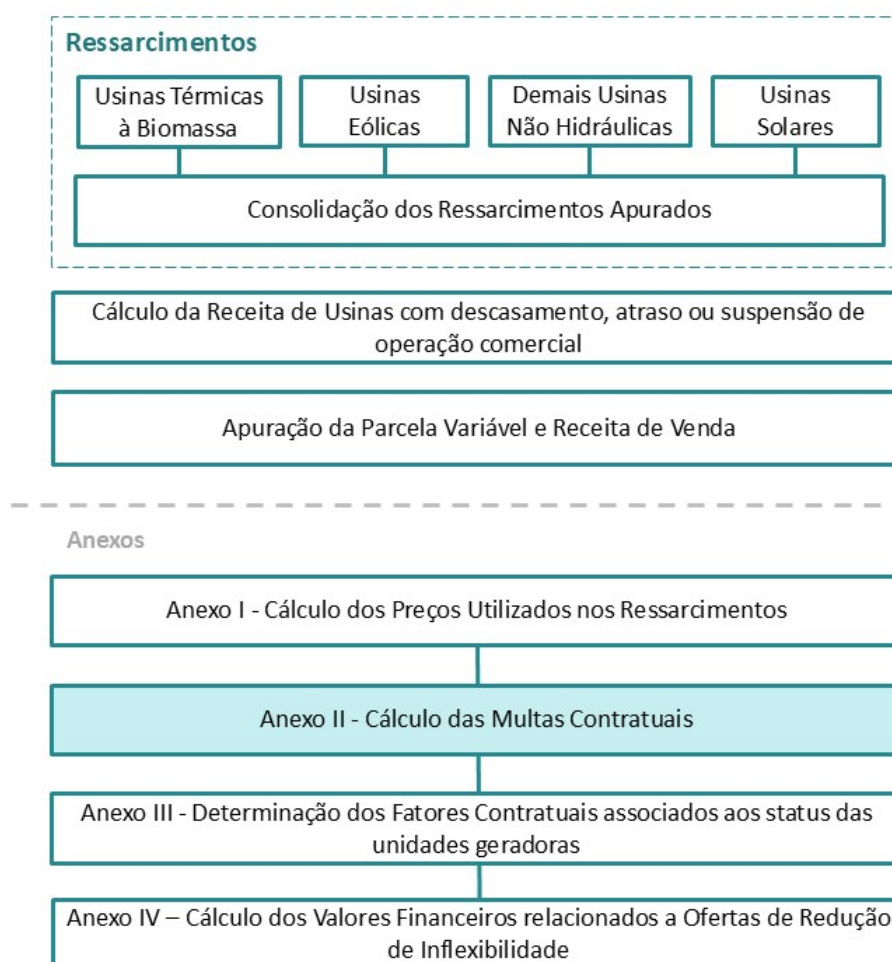 Ressarcimentos
Usinas Térmicas
à Biomassa
Usinas
Eólicas
Demais Usinas
Não Hidráulicas
Usinas
Solares
Consolidação dos Ressarcimentos Apurados
Cálculo da Receita de Usinas com descasamento, atraso ou suspensão de
operação comercial
Apuração da Parcela Variável e Receita de Venda
Anexos
Anexo I - Cálculo dos Preços Utilizados nos Ressarcimentos
Anexo II - Cálculo das Multas Contratuais
Anexo III - Determinação dos Fatores Contratuais associados aos status das
unidades geradoras
Anexo IV – Cálculo dos Valores Financeiros relacionados a Ofertas de Redução
de Inflexibilidade